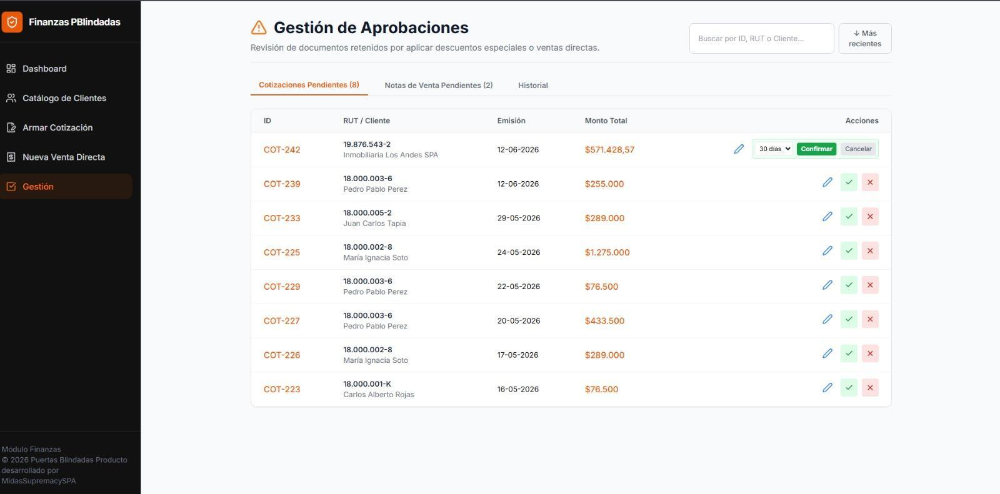 Finanzas PBlindadas
Dashboard
Catálogo de Clientes
Armar Cotización
Nueva Venta Directa
Gestión
Módulo Finanzas
© 2026 Puertas Blindadas Producto
desarrollado por
MidasSupremacySPA
Gestión de Aprobaciones
Revisión de documentos retenidos por aplicar descuentos especiales o ventas directas.
Buscar por ID, RUT o Cliente...
↓ Más
recientes
Cotizaciones Pendientes (8) Notas de Venta Pendientes (2) Historial
ID RUT / Cliente Emisión Monto Total Acciones
COT-242 19.876.543-2 12-06-2026 $571.428,57 30 días Confirmar Cancelar
Inmobiliaria Los Andes SPA
COT-239 18.000.003-6 12-06-2026 $255.000
Pedro Pablo Perez
COT-233 18.000.005-2 29-05-2026 $289.000
Juan Carlos Tapia
COT-225 18.000.002-8 24-05-2026 $1.275.000
María Ignacia Soto
COT-229 18.000.003-6 22-05-2026 $76.500
Pedro Pablo Perez
COT-227 18.000.003-6 20-05-2026 $433.500
Pedro Pablo Perez
COT-226 18.000.002-8 17-05-2026 $289.000
María Ignacia Soto
COT-223 18.000.001-K 16-05-2026 $76.500
Carlos Alberto Rojas